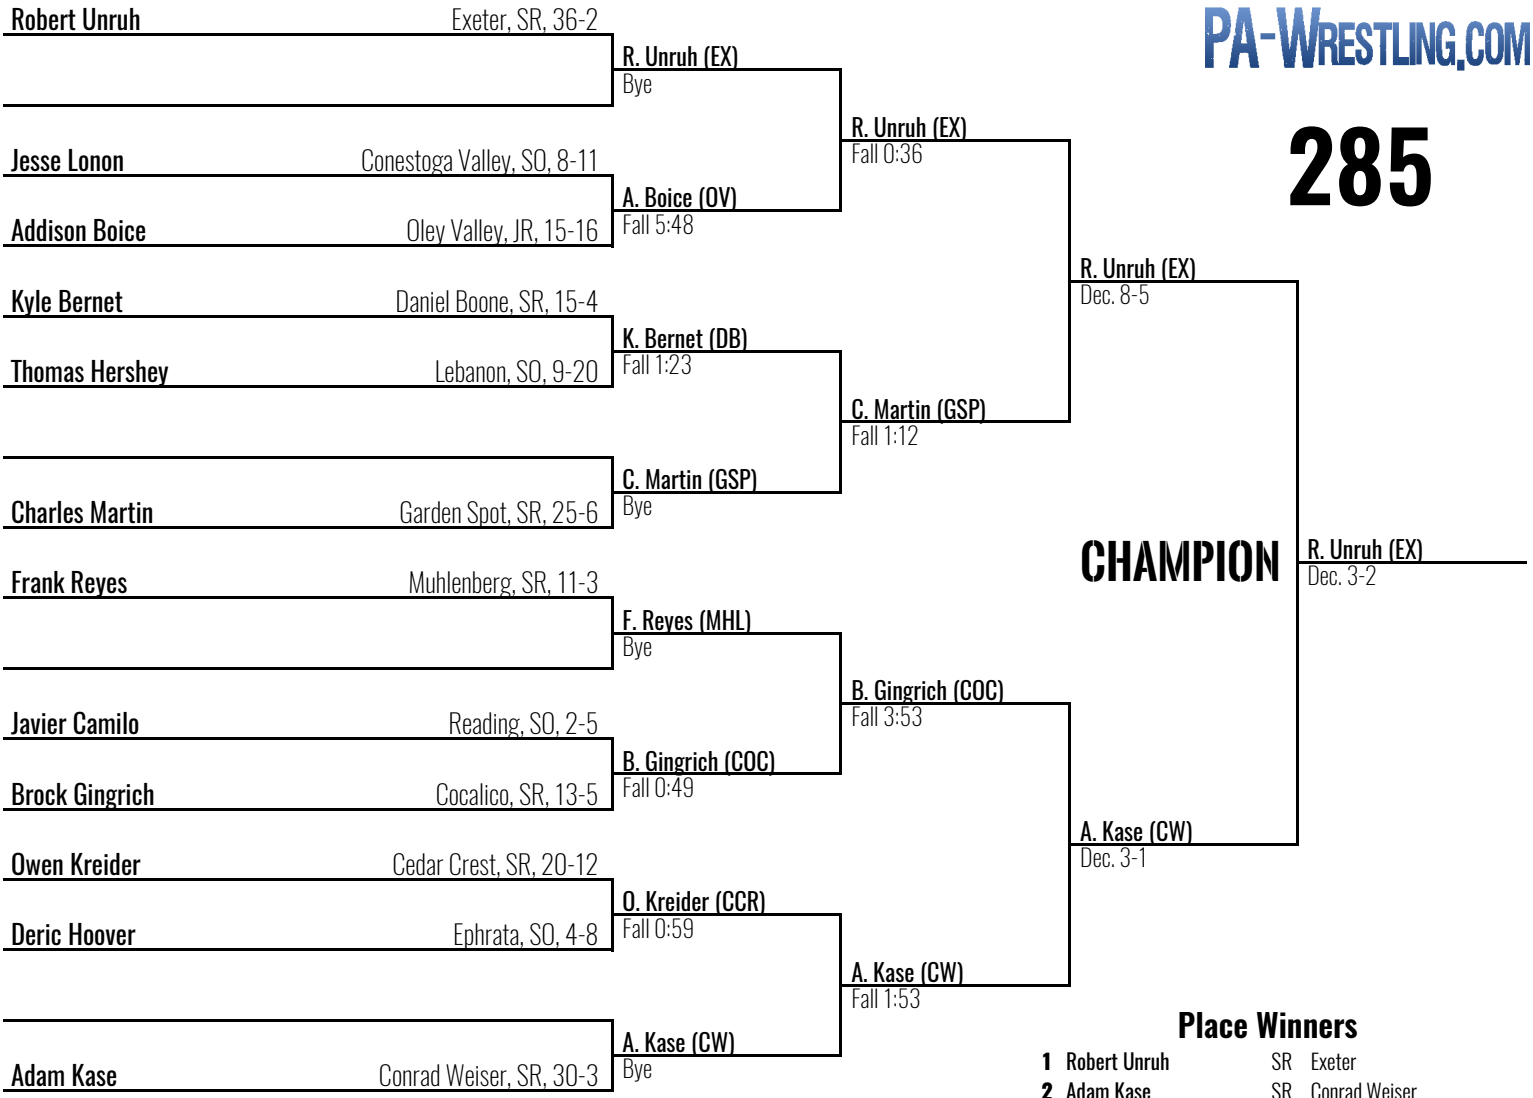 PA-WRESTLING.COM
285
Robert Unruh Exeter, SR, 36-2
Jesse Lonon Conestoga Valley, SO, 8-11
Addison Boice Oley Valley, JR, 15-16
Kyle Bernet Daniel Boone, SR, 15-4
Thomas Hershey Lebanon, SO, 9-20
Charles Martin Garden Spot, SR, 25-6
Frank Reyes Muhlenberg, SR, 11-3
Javier Camilo Reading, SO, 2-5
Brock Gingrich Cocalico, SR, 13-5
Owen Kreider Cedar Crest, SR, 20-12
Deric Hoover Ephrata, SO, 4-8
Adam Kase Conrad Weiser, SR, 30-3
R. Unruh (EX)
Bye
A. Boice (OV)
Fall 5:48
K. Bernet (DB)
Fall 1:23
C. Martin (GSP)
Bye
F. Reyes (MHL)
Bye
B. Gingrich (COC)
Fall 0:49
O. Kreider (CCR)
Fall 0:59
A. Kase (CW)
Bye
R. Unruh (EX)
Fall 0:36
C. Martin (GSP)
Fall 1:12
B. Gingrich (COC)
Fall 3:53
A. Kase (CW)
Fall 1:53
R. Unruh (EX)
Dec. 8-5
A. Kase (CW)
Dec. 3-1
CHAMPION
R. Unruh (EX)
Dec. 3-2
Place Winners
1 Robert Unruh SR Exeter
2 Adam Kase SR Conrad Weiser